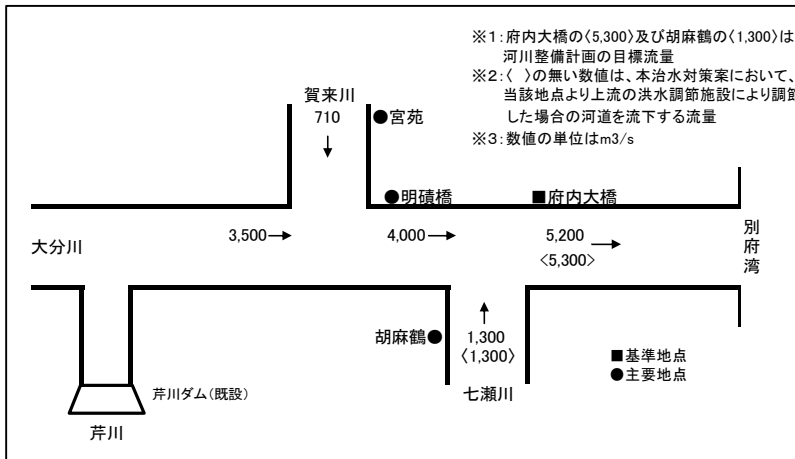 ※1:府内大橋の〈5,300〉及び胡麻鶴の〈1,300〉は
河川整備計画の目標流量
※2:〈 〉の無い数値は、本治水対策案において、
当該地点より上流の洪水調節施設により調節
した場合の河道を流下する流量
※3:数値の単位はm3/s
賀来川
710
↓
●宮苑
●明磧橋
■府内大橋
大分川
3,500→
4,000→
5,200
→
〈5,300〉
別府湾
胡麻鶴●
↑
1,300
〈1,300〉
七瀬川
■基準地点
●主要地点
芹川ダム(既設)
芹川